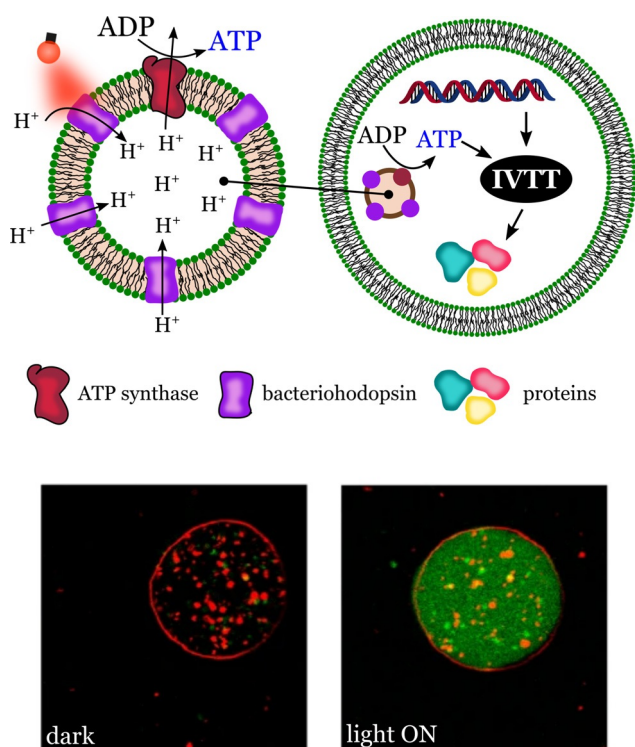 ADP
ATP
H⁺
H⁺
H⁺
H⁺
H⁺
H⁺
H⁺
H⁺
H⁺
H⁺
ADP
ATP
IVTT
ATP synthase
bacteriohodopsin
proteins
dark
light ON